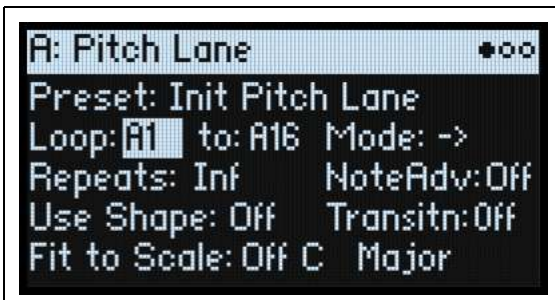 A: Pitch Lane
Preset: Init Pitch Lane
Loop: A1 to: A16 Mode: ->
Repeats: Inf NoteAdv: Off
Use Shape: Off Transitn: Off
Fit to Scale: Off C Major